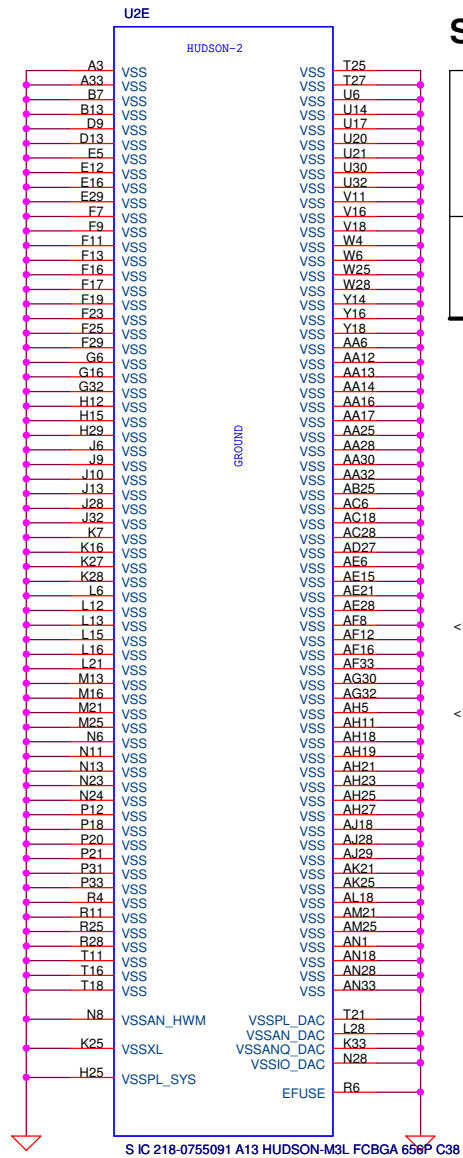 U2E
HUDSON-2
S
A3 VSS VSS T25
A33 VSS VSS T27
B7 VSS VSS U6
B13 VSS VSS U14
D9 VSS VSS U17
D13 VSS VSS U20
E5 VSS VSS U21
E12 VSS VSS U30
E16 VSS VSS U32
E29 VSS VSS V11
F7 VSS VSS V16
F9 VSS VSS V18
F11 VSS VSS W4
F13 VSS VSS W6
F16 VSS VSS W25
F17 VSS VSS W28
F19 VSS VSS Y14
F23 VSS VSS Y16
F25 VSS VSS Y18
F29 VSS VSS AA6
G6 VSS VSS AA12
G16 VSS VSS AA13
G32 VSS VSS AA14
H12 VSS VSS AA16
H15 VSS VSS AA17
H29 VSS VSS AA25
J6 VSS VSS AA28
J9 VSS VSS AA30
J10 VSS VSS AA32
J13 VSS VSS AB25
J28 VSS VSS AC6
J32 VSS VSS AC18
K7 VSS VSS AC28
K16 VSS VSS AD27
K27 VSS VSS AE6
K28 VSS VSS AE15
L6 VSS VSS AE21
L12 VSS VSS AE28
L13 VSS VSS AF8
L15 VSS VSS AF12
L16 VSS VSS AF16
L21 VSS VSS AF33
M13 VSS VSS AG30
M16 VSS VSS AG32
M21 VSS VSS AH5
M25 VSS VSS AH11
N6 VSS VSS AH18
N11 VSS VSS AH19
N13 VSS VSS AH21
N23 VSS VSS AH23
N24 VSS VSS AH25
P12 VSS VSS AH27
P18 VSS VSS AJ18
P20 VSS VSS AJ28
P21 VSS VSS AJ29
P31 VSS VSS AK21
P33 VSS VSS AK25
R4 VSS VSS AL18
R11 VSS VSS AM21
R25 VSS VSS AM25
R28 VSS VSS AN1
T11 VSS VSS AN18
T16 VSS VSS AN28
T18 VSS VSS AN33
GROUND
N8 VSSAN_HWM VSSPL_DAC T21
VSSAN_DAC L28
K25 VSSXL VSSANQ_DAC K33
VSSIO_DAC N28
H25 VSSPL_SYS
EFUSE R6
S IC 218-0755091 A13 HUDSON-M3L FCBGA 656P C38